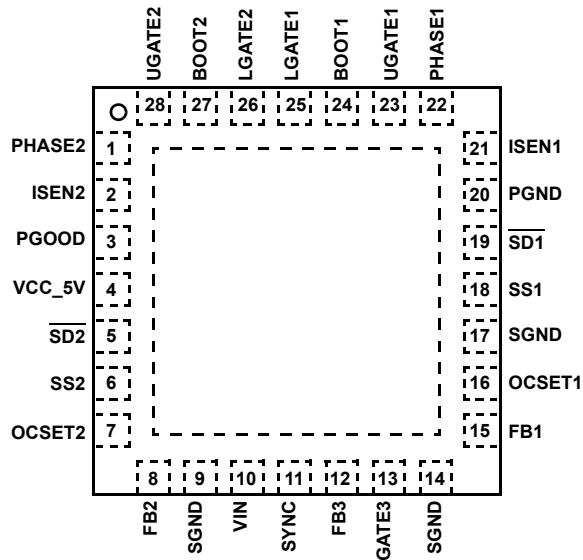 UGATE2 BOOT2 LGATE2 LGATE1 BOOT1 UGATE1 PHASE1
28 27 26 25 24 23 22
PHASE2 1 21 ISEN1
ISEN2 2 20 PGND
PGOOD 3 19 SD1
VCC_5V 4 18 SS1
SD2 5 17 SGND
SS2 6 16 OCSET1
OCSET2 7 15 FB1
8 9 10 11 12 13 14
FB2 SGND VIN SYNC FB3 GATE3 SGND